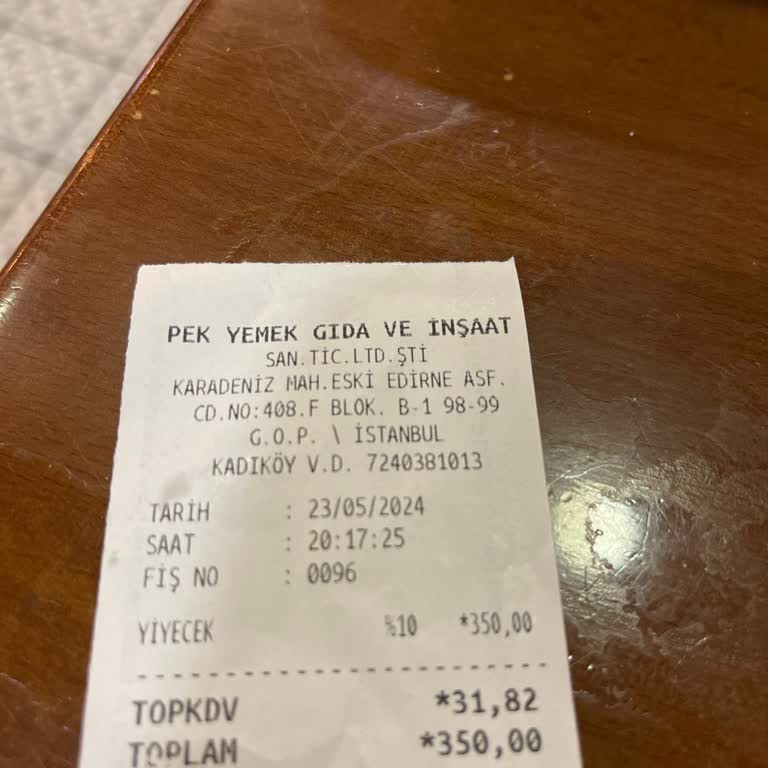 PEK YEMEK GIDA VE İNŞAAT
SAN.TİC.LTD.ŞTİ
KARADENİZ MAH.ESKİ EDİRNE ASF.
CD.NO:408.F BLOK. B-1 98-99
G.O.P. \ İSTANBUL
KADIKÖY V.D. 7240381013
TARİH : 23/05/2024
SAAT : 20:17:25
FİŞ NO : 0096
YİYECEK %10 *350,00
TOPKDV *31,82
TOPLAM *350,00